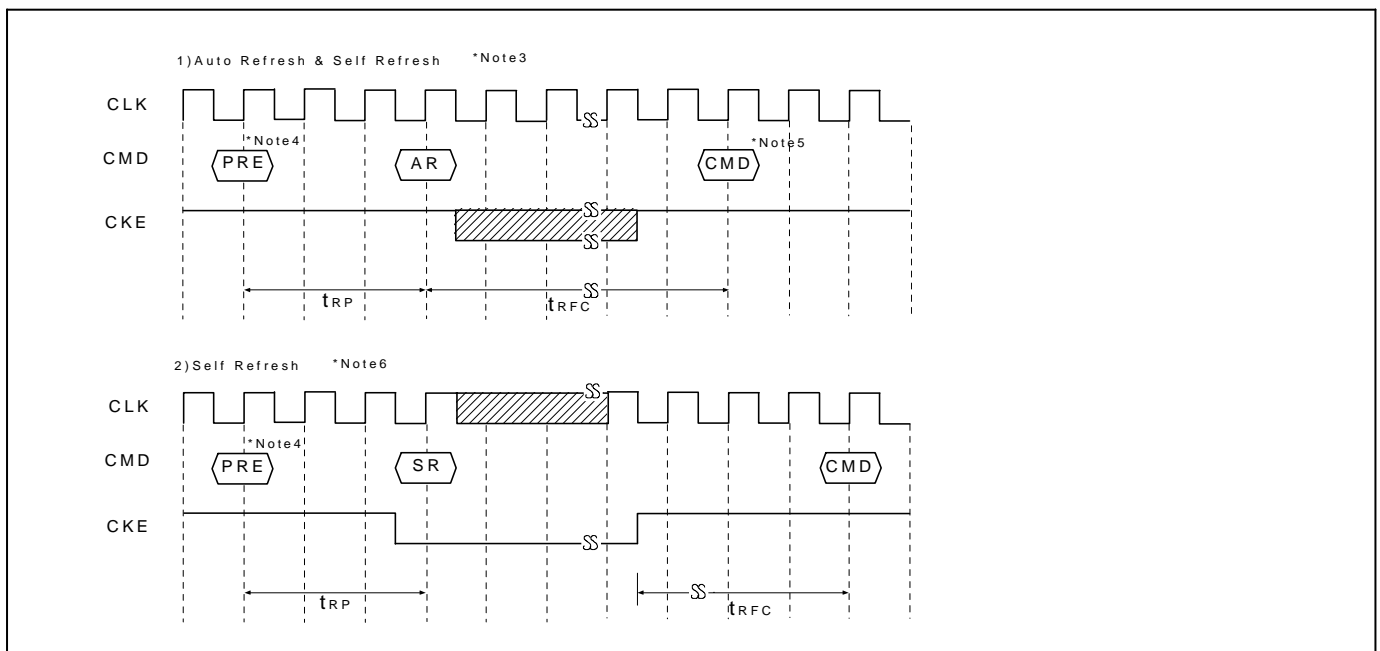 1)Auto Refresh & Self Refresh *Note3
CLK
*Note4 *Note5
CMD PRE AR CMD
CKE
tRP tRFC
2)Self Refresh *Note6
CLK
*Note4
CMD PRE SR CMD
CKE
tRP tRFC